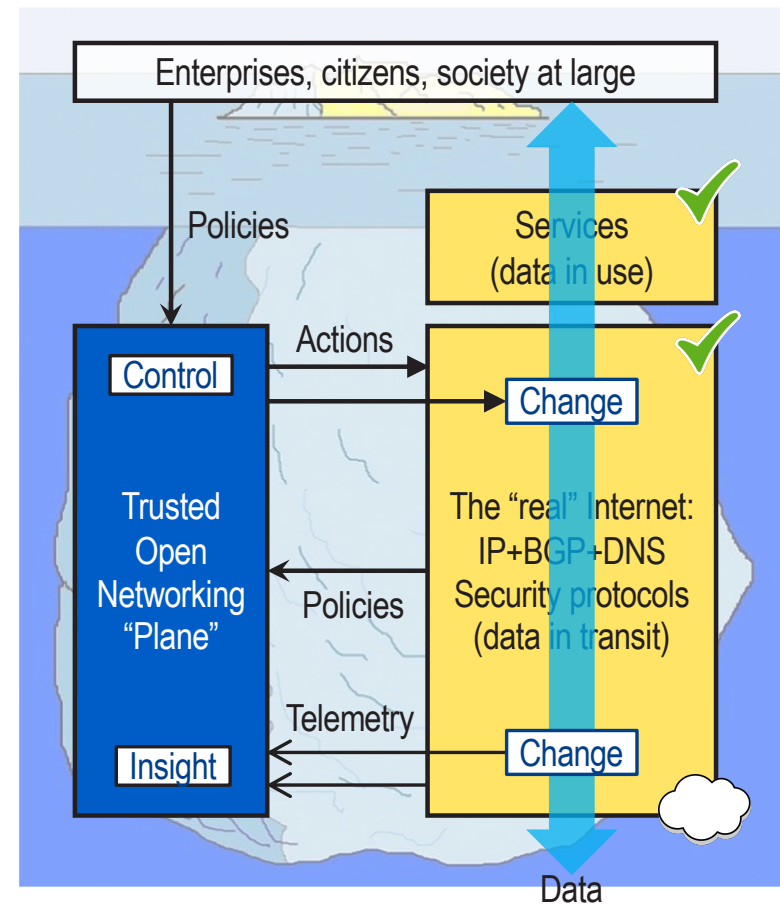 Enterprises, citizens, society at large
Policies
Services
(data in use)
Actions
Control
Change
Trusted
Open
Networking
“Plane”
The “real” Internet:
IP+BGP+DNS
Security protocols
(data in transit)
Policies
Telemetry
Insight
Change
Data